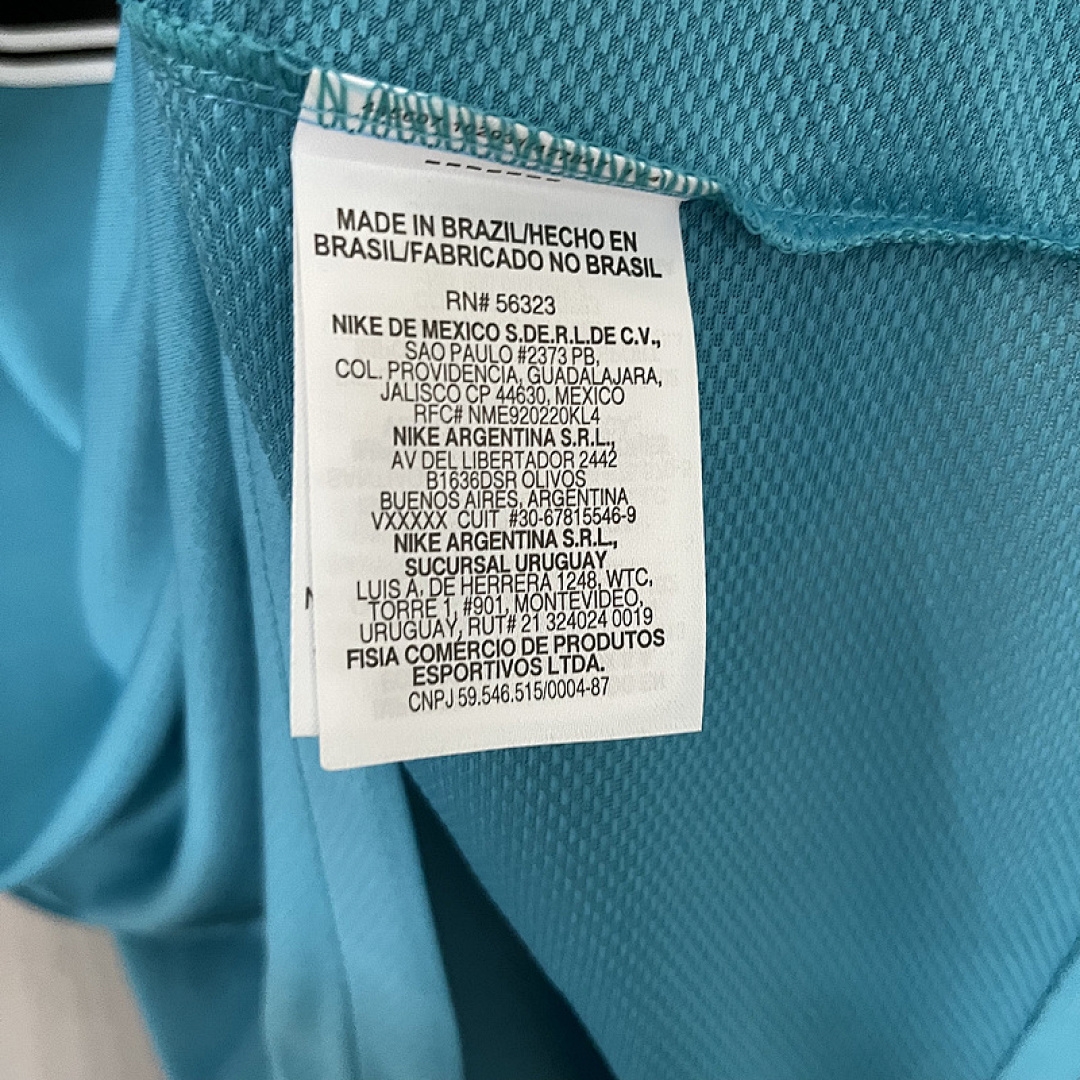 MADE IN BRAZIL/HECHO EN
BRASIL/FABRICADO NO BRASIL
RN# 56323
NIKE DE MEXICO S.DE.R.L.DE C.V.,
SAO PAULO #2373 PB,
COL. PROVIDENCIA, GUADALAJARA,
JALISCO CP 44630, MEXICO
RFC# NME920220KL4
NIKE ARGENTINA S.R.L.,
AV DEL LIBERTADOR 2442
B1636DSR OLIVOS
BUENOS AIRES, ARGENTINA
VXXXXX CUIT #30-67815546-9
NIKE ARGENTINA S.R.L.,
SUCURSAL URUGUAY
LUIS A. DE HERRERA 1248, WTC,
TORRE 1, #901, MONTEVIDEO,
URUGUAY, RUT# 21 324024 0019
FISIA COMÉRCIO DE PRODUTOS
ESPORTIVOS LTDA.
CNPJ 59.546.515/0004-87